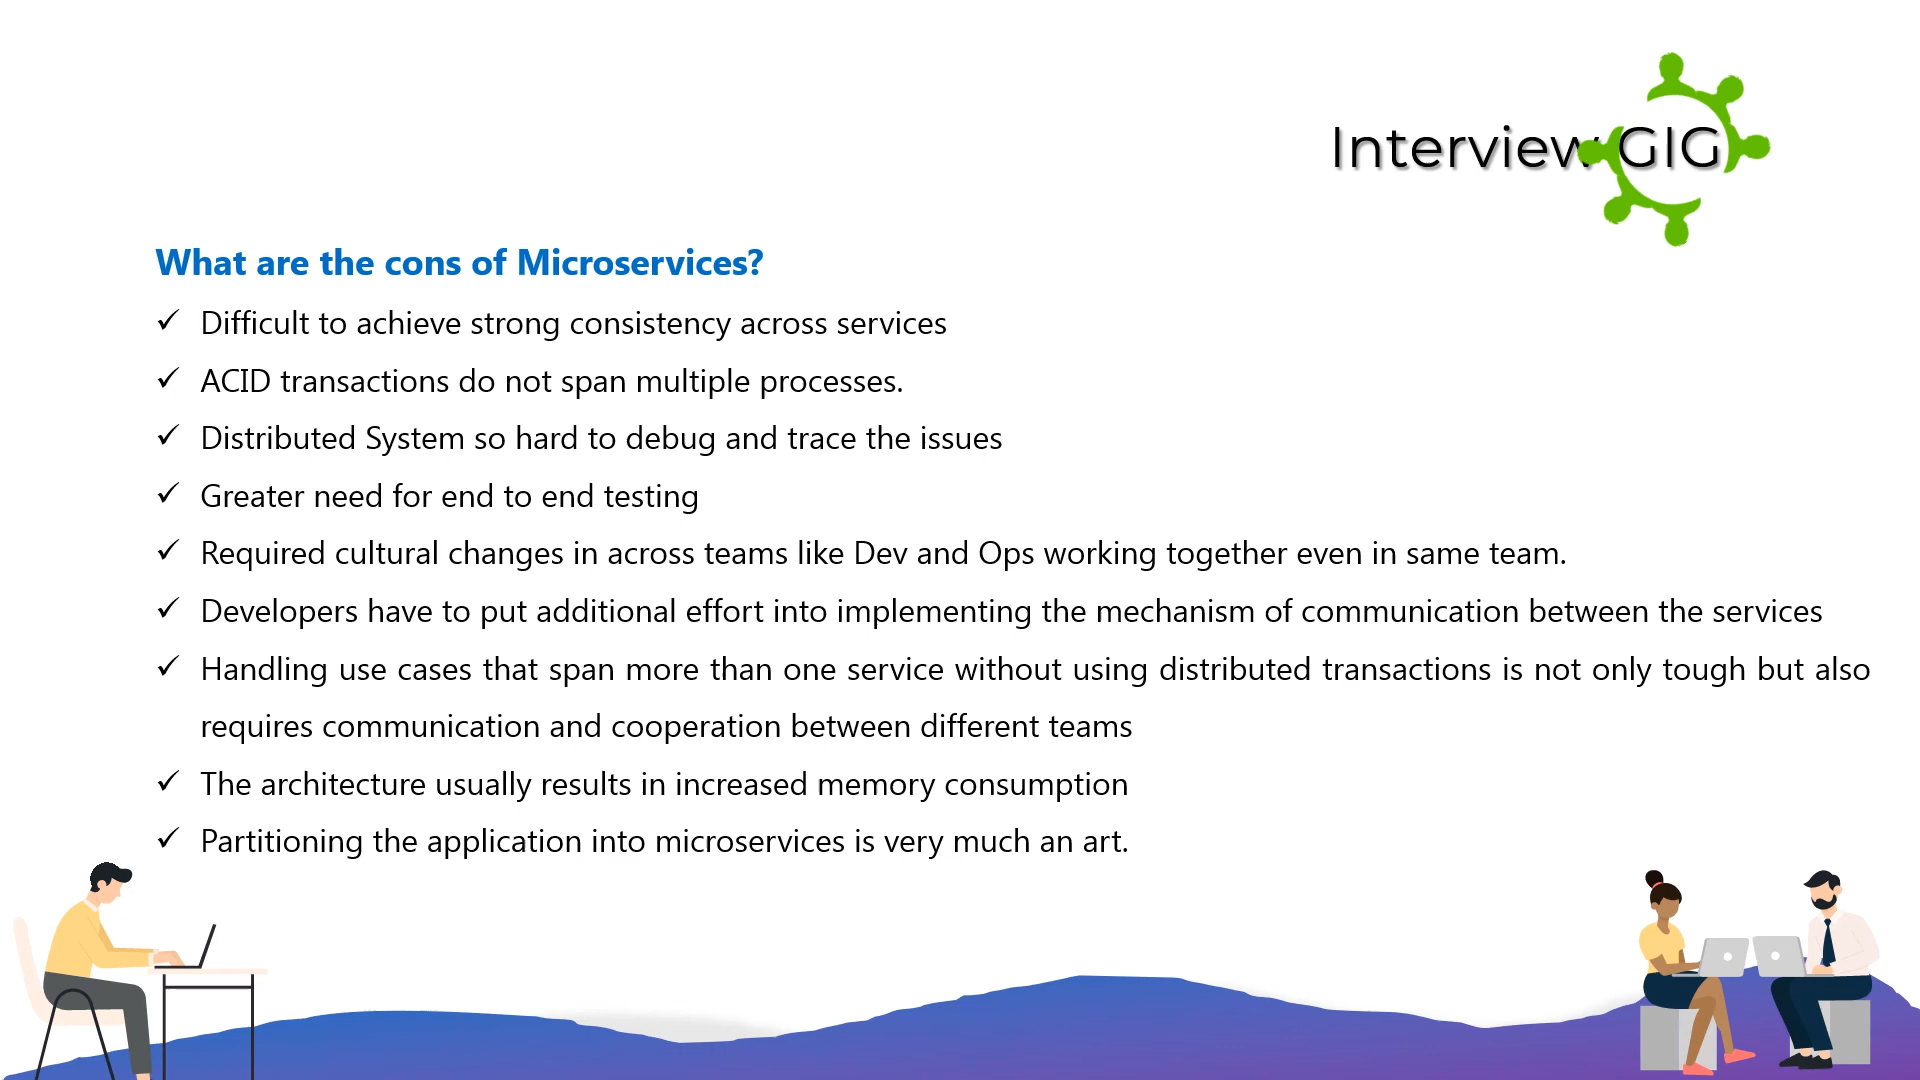 Interview GIG
What are the cons of Microservices?
✓ Difficult to achieve strong consistency across services
✓ ACID transactions do not span multiple processes.
✓ Distributed System so hard to debug and trace the issues
✓ Greater need for end to end testing
✓ Required cultural changes in across teams like Dev and Ops working together even in same team.
✓ Developers have to put additional effort into implementing the mechanism of communication between the services
✓ Handling use cases that span more than one service without using distributed transactions is not only tough but also
requires communication and cooperation between different teams
✓ The architecture usually results in increased memory consumption
✓ Partitioning the application into microservices is very much an art.